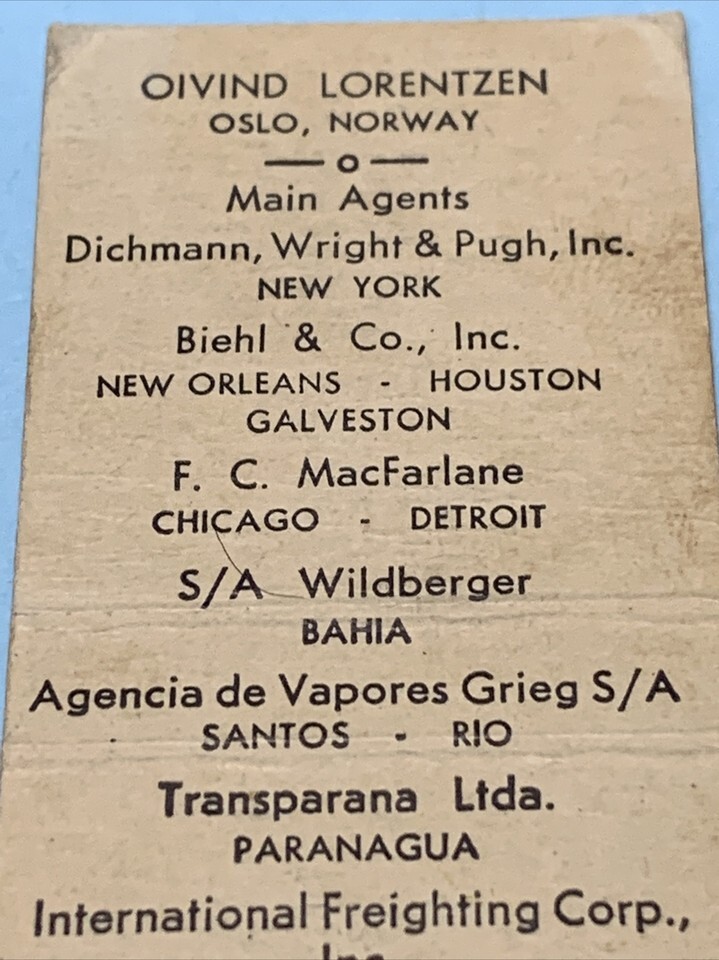 OIVIND LORENTZEN
OSLO, NORWAY
— o —
Main Agents
Dichmann, Wright & Pugh, Inc.
NEW YORK
Biehl & Co., Inc.
NEW ORLEANS - HOUSTON
GALVESTON
F. C. MacFarlane
CHICAGO - DETROIT
S/A Wildberger
BAHIA
Agencia de Vapores Grieg S/A
SANTOS - RIO
Transparana Ltda.
PARANAGUA
International Freighting Corp.,
Inc.